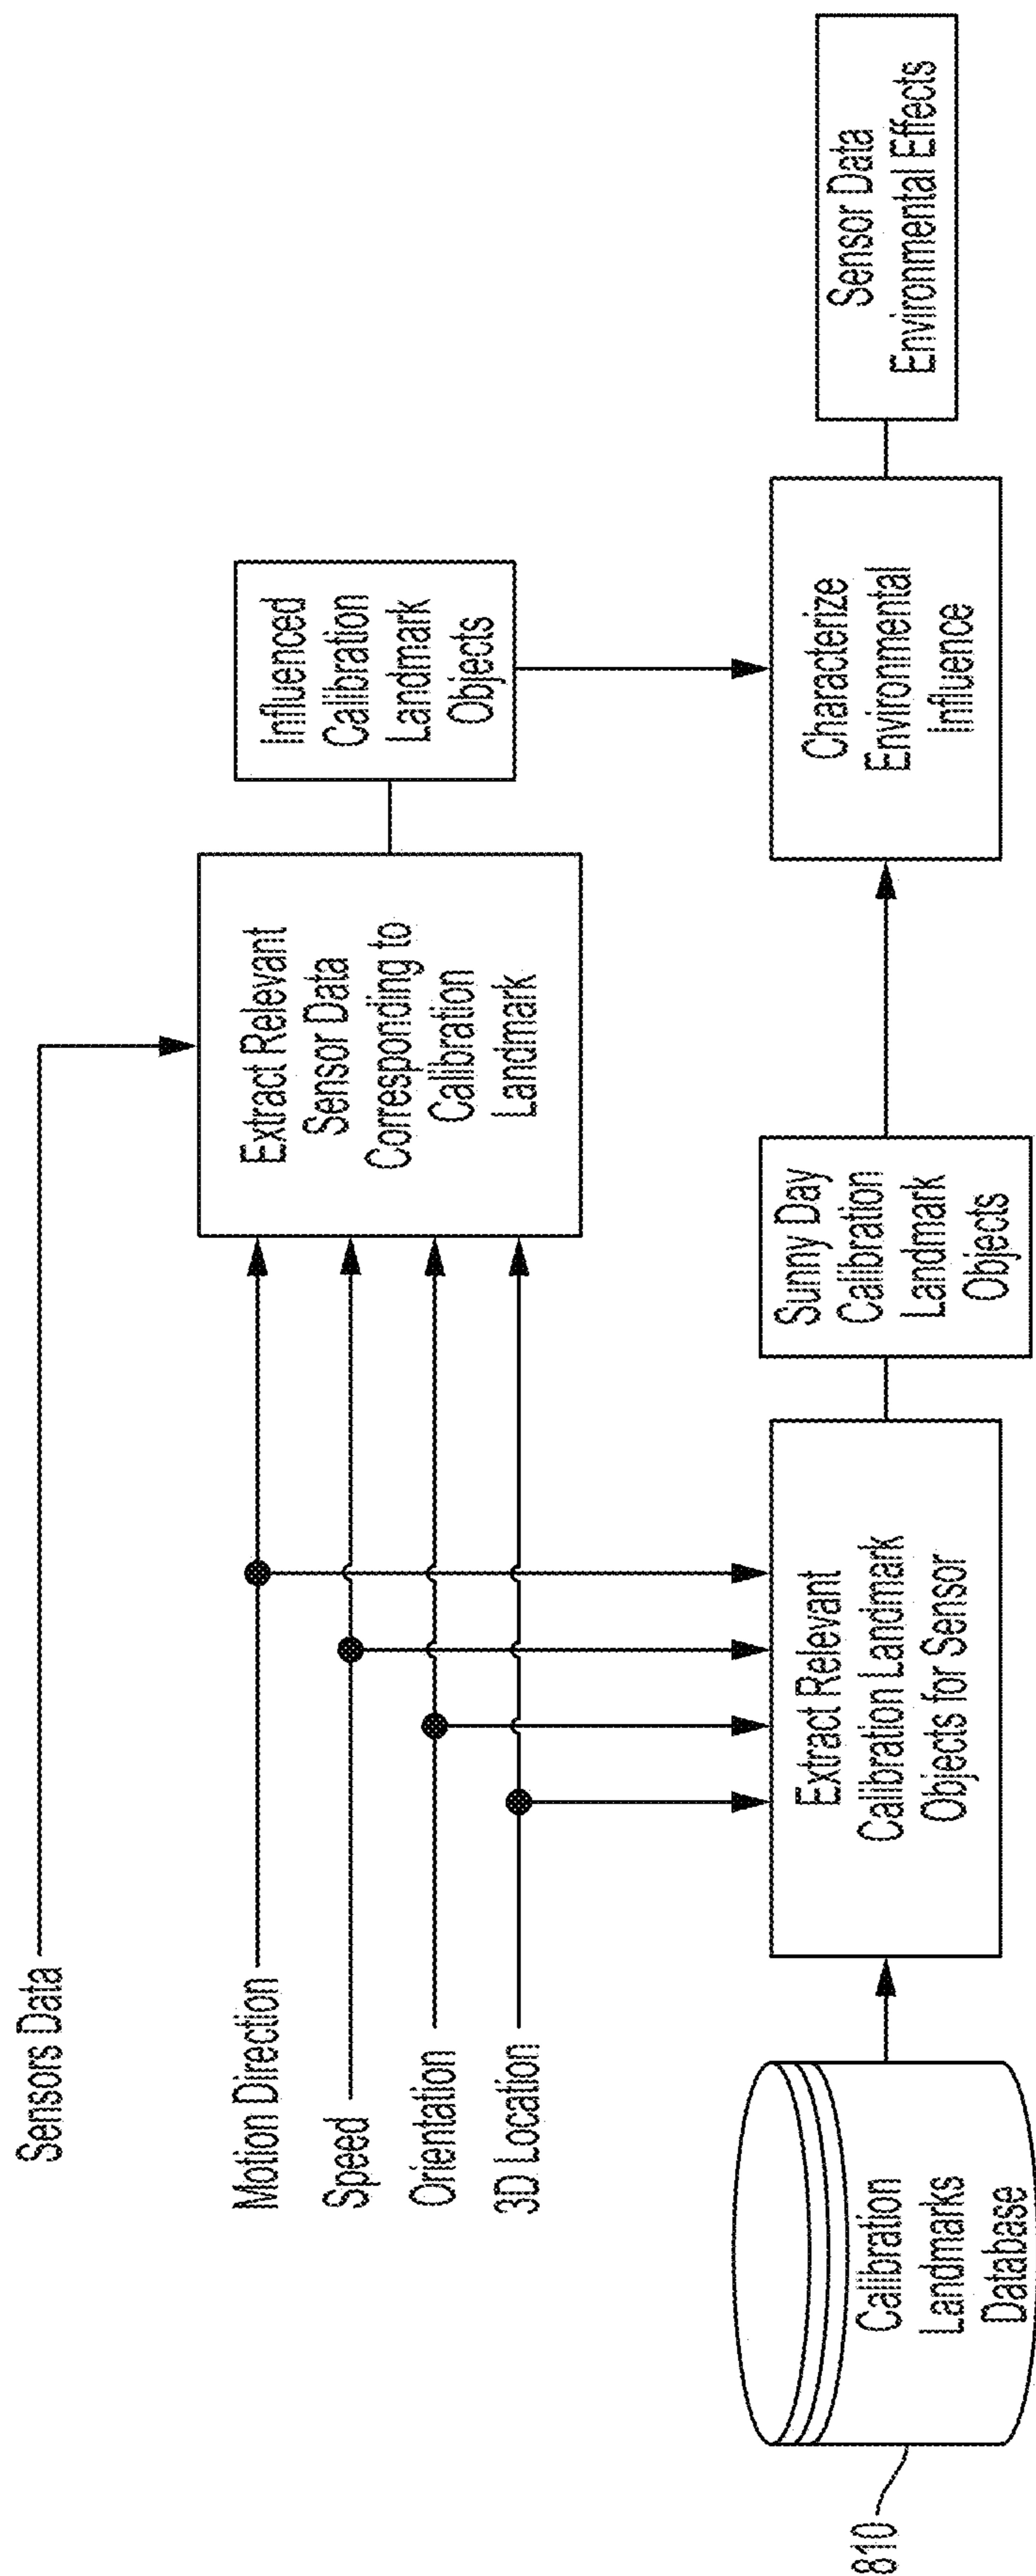 Sensors Data
Motion Direction
Speed
Orientation
3D Location
Extract Relevant
Sensor Data
Corresponding to
Calibration
Landmark
Influenced
Calibration
Landmark
Objects
Calibration
Landmarks
Database
810
Extract Relevant
Calibration Landmark
Objects for Sensor
Sunny Day
Calibration
Landmark
Objects
Characterize
Environmental
Influence
Sensor Data
Environmental Effects